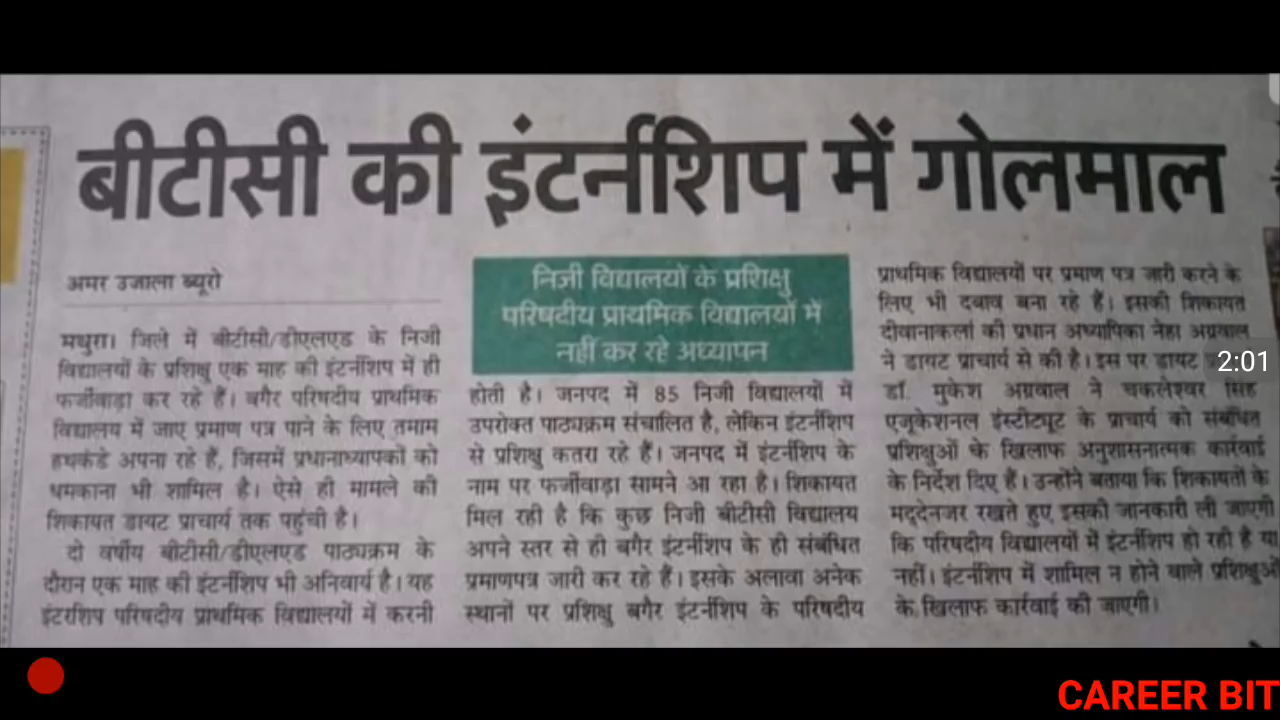 बीटीसी की इंटर्नशिप में गोलमाल
अमर उजाला ब्यूरो
मथुरा। जिले में बीटीसी/डीएलएड के निजी
विद्यालयों के प्रशिक्षु एक माह की इंटर्नशिप में ही
फर्जीवाड़ा कर रहे हैं। बगैर परिषदीय प्राथमिक
विद्यालय में जाए प्रमाण पत्र पाने के लिए तमाम
हथकंडे अपना रहे हैं, जिसमें प्रधानाध्यापकों को
धमकाना भी शामिल है। ऐसे ही मामले की
शिकायत डायट प्राचार्य तक पहुंची है।
दो वर्षीय बीटीसी/डीएलएड पाठ्यक्रम के
दौरान एक माह की इंटर्नशिप भी अनिवार्य है। यह
इंटरशिप परिषदीय प्राथमिक विद्यालयों में करनी
निजी विद्यालयों के प्रशिक्षु
परिषदीय प्राथमिक विद्यालयों में
नहीं कर रहे अध्यापन
होती है। जनपद में 85 निजी विद्यालयों में
उपरोक्त पाठ्यक्रम संचालित है, लेकिन इंटर्नशिप
से प्रशिक्षु कतरा रहे हैं। जनपद में इंटर्नशिप के
नाम पर फर्जीवाड़ा सामने आ रहा है। शिकायत
मिल रही है कि कुछ निजी बीटीसी विद्यालय
अपने स्तर से ही बगैर इंटर्नशिप के ही संबंधित
प्रमाणपत्र जारी कर रहे हैं। इसके अलावा अनेक
स्थानों पर प्रशिक्षु बगैर इंटर्नशिप के परिषदीय
प्राथमिक विद्यालयों पर प्रमाण पत्र जारी करने के
लिए भी दबाव बना रहे हैं। इसकी शिकायत
दीवानाकलां की प्रधान अध्यापिका नेहा अग्रवाल
ने डायट प्राचार्य से की है। इस पर डायट
डॉ. मुकेश अग्रवाल ने चकलेश्वर सिंह
एजूकेशनल इंस्टीट्यूट के प्राचार्य को संबंधित
प्रशिक्षुओं के खिलाफ अनुशासनात्मक कार्रवाई
के निर्देश दिए हैं। उन्होंने बताया कि शिकायतों के
मद्देनजर रखते हुए इसकी जानकारी ली जाएगी
कि परिषदीय विद्यालयों में इंटर्नशिप हो रही है या
नहीं। इंटर्नशिप में शामिल न होने वाले प्रशिक्षुओं
के खिलाफ कार्रवाई की जाएगी।
2:01
CAREER BIT